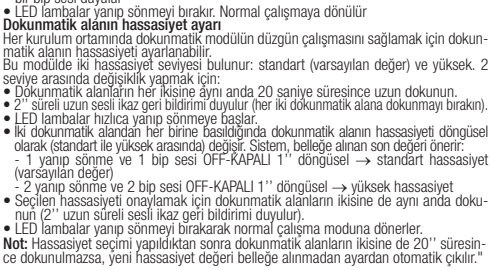 • LED lambalar yanıp sönmeyi bırakır. Normal çalışmaya dönülür
Dokunmatik alanın hassasiyet ayarı
Her kurulum ortamında dokunmatik modülün düzgün çalışmasını sağlamak için dokun-
matik alanın hassasiyeti ayarlanabilir.
Bu modülde iki hassasiyet seviyesi bulunur: standart (varsayılan değer) ve yüksek. 2
seviye arasında değişiklik yapmak için:
• Dokunmatik alanların her ikisine aynı anda 20 saniye süresince uzun dokunun.
• 2'' süreli uzun sesli ikaz geri bildirimi duyulur (her iki dokunmatik alana dokunmayı bırakın).
• LED lambalar hızlıca yanıp sönmeye başlar.
• İki dokunmatik alandan her birine basıldığında dokunmatik alanın hassasiyeti döngüsel
olarak (standart ile yüksek arasında) değişir. Sistem, belleğe alınan son değeri önerir:
- 1 yanıp sönme ve 1 bip sesi OFF-KAPALI 1'' döngüsel → standart hassasiyet
(varsayılan değer)
- 2 yanıp sönme ve 2 bip sesi OFF-KAPALI 1'' döngüsel → yüksek hassasiyet
• Seçilen hassasiyeti onaylamak için dokunmatik alanların ikisine de aynı anda doku-
nun (2'' uzun süreli sesli ikaz geri bildirimi duyulur).
• LED lambalar yanıp sönmeyi bırakarak normal çalışma moduna dönerler.
Not: Hassasiyet seçimi yapıldıktan sonra dokunmatik alanların ikisine de 20'' süresin-
ce dokunulmazsa, yeni hassasiyet değeri belleğe alınmadan ayardan otomatik çıkılır."